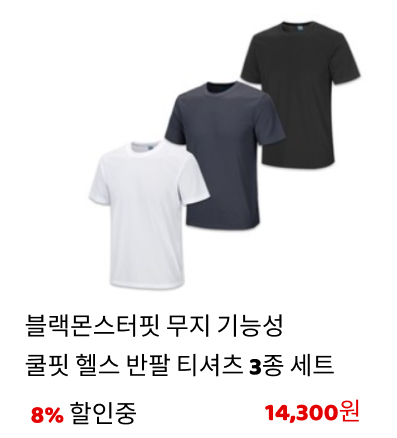 블랙몬스터핏 무지 기능성
쿨핏 헬스 반팔 티셔츠 3종 세트
8% 할인중 14,300원